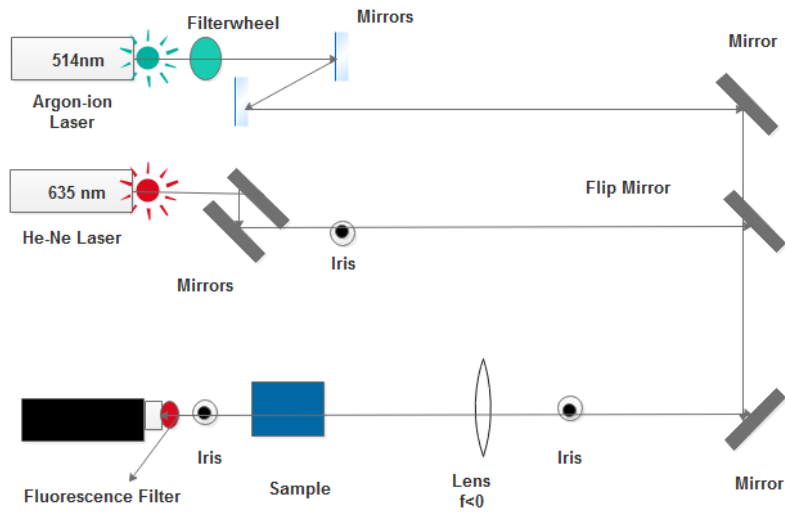 Filterwheel
Mirrors
Mirror
514nm
Argon-ion
Laser
635 nm
Flip Mirror
He-Ne Laser
Iris
Mirrors
Iris
Sample
Lens
f<0
Iris
Mirror
Fluorescence Filter